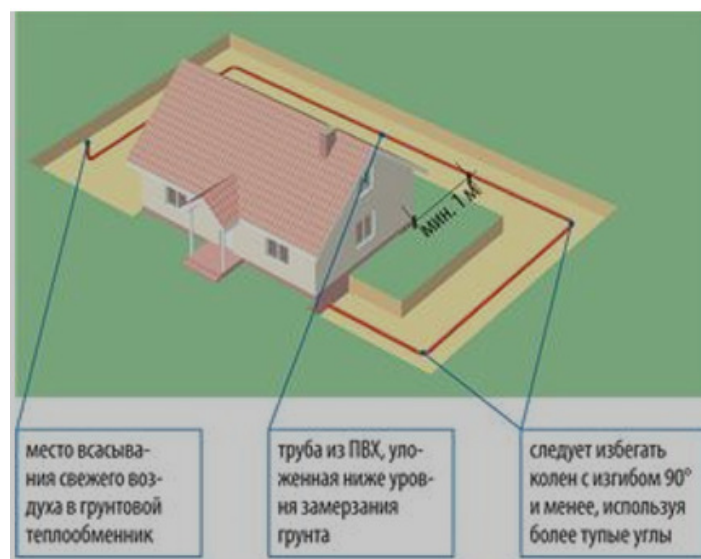 мин. 1 м
место всасыва-
ния свежего воз-
духа в грунтовой
теплообменник
труба из ПВХ, уло-
женная ниже уров-
ня замерзания
грунта
следует избегать
колен с изгибом 90°
и менее, используя
более тупые углы